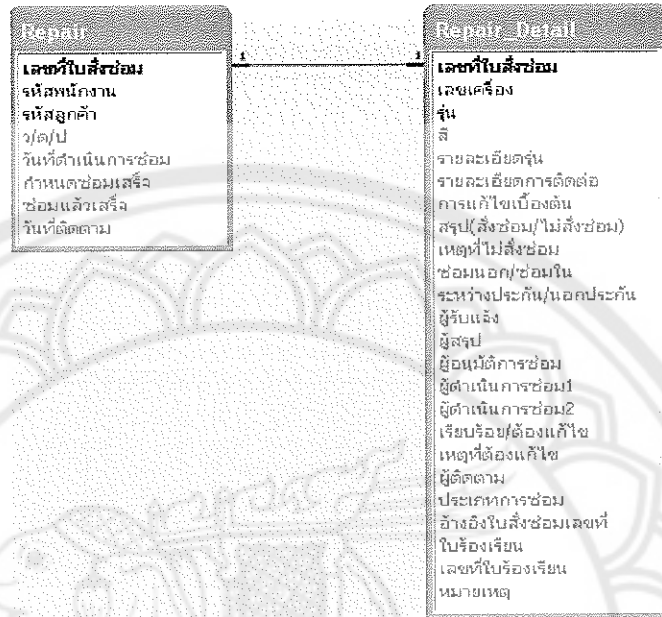 Repair
เลขที่ใบสั่งซ่อม
รหัสพนักงาน
รหัสลูกค้า
ว/ด/ป
วันที่ดำเนินการซ่อม
กำหนดซ่อมเสร็จ
ซ่อมแล้วเสร็จ
วันที่ติดตาม
1
1
Repair_Detail
เลขที่ใบสั่งซ่อม
เลขเครื่อง
รุ่น
สี
รายละเอียดรุ่น
รายละเอียดการติดต่อ
การแก้ไขเบื้องต้น
สรุป(สั่งซ่อม/ไม่สั่งซ่อม)
เหตุที่ไม่สั่งซ่อม
ซ่อมนอก/ซ่อมใน
ระหว่างประกัน/นอกประกัน
ผู้รับแจ้ง
ผู้สรุป
ผู้อนุมัติการซ่อม
ผู้ดำเนินการซ่อม1
ผู้ดำเนินการซ่อม2
เรียบร้อย/ต้องแก้ไข
เหตุที่ต้องแก้ไข
ผู้ติดตาม
ประเภทการซ่อม
อ้างอิงใบสั่งซ่อมเลขที่
ใบร้องเรียน
เลขที่ใบร้องเรียน
หมายเหตุ